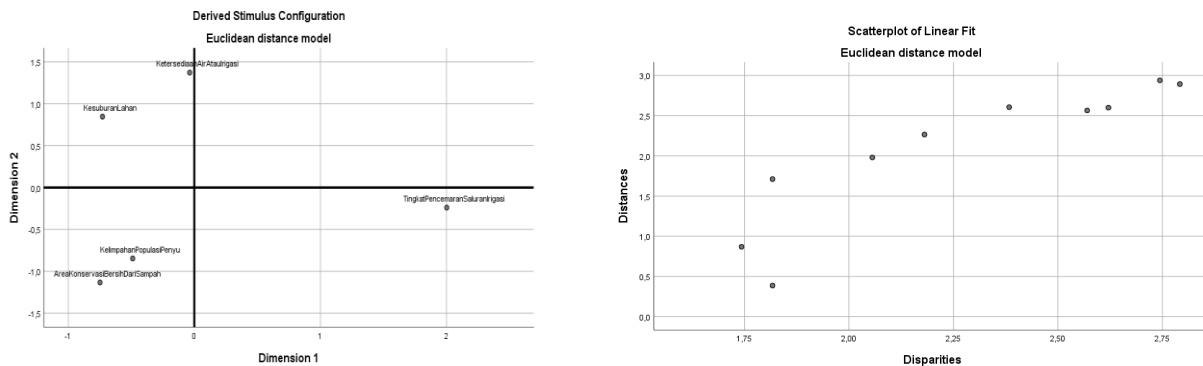 Derived Stimulus Configuration
Euclidean distance model
KetersediaanAirAtauIrigasi
KesuburanLahan
TingkatPencemaranSaluranIrigasi
KelimpahanPopulasiPenyu
AreaKonservasiBersihDariSampah
1,5
1,0
0,5
0,0
-0,5
-1,0
-1,5
Dimension 2
-1
0
1
2
Dimension 1
Scatterplot of Linear Fit
Euclidean distance model
3,0
2,5
2,0
1,5
1,0
0,5
0,0
Distances
1,75
2,00
2,25
2,50
2,75
Disparities